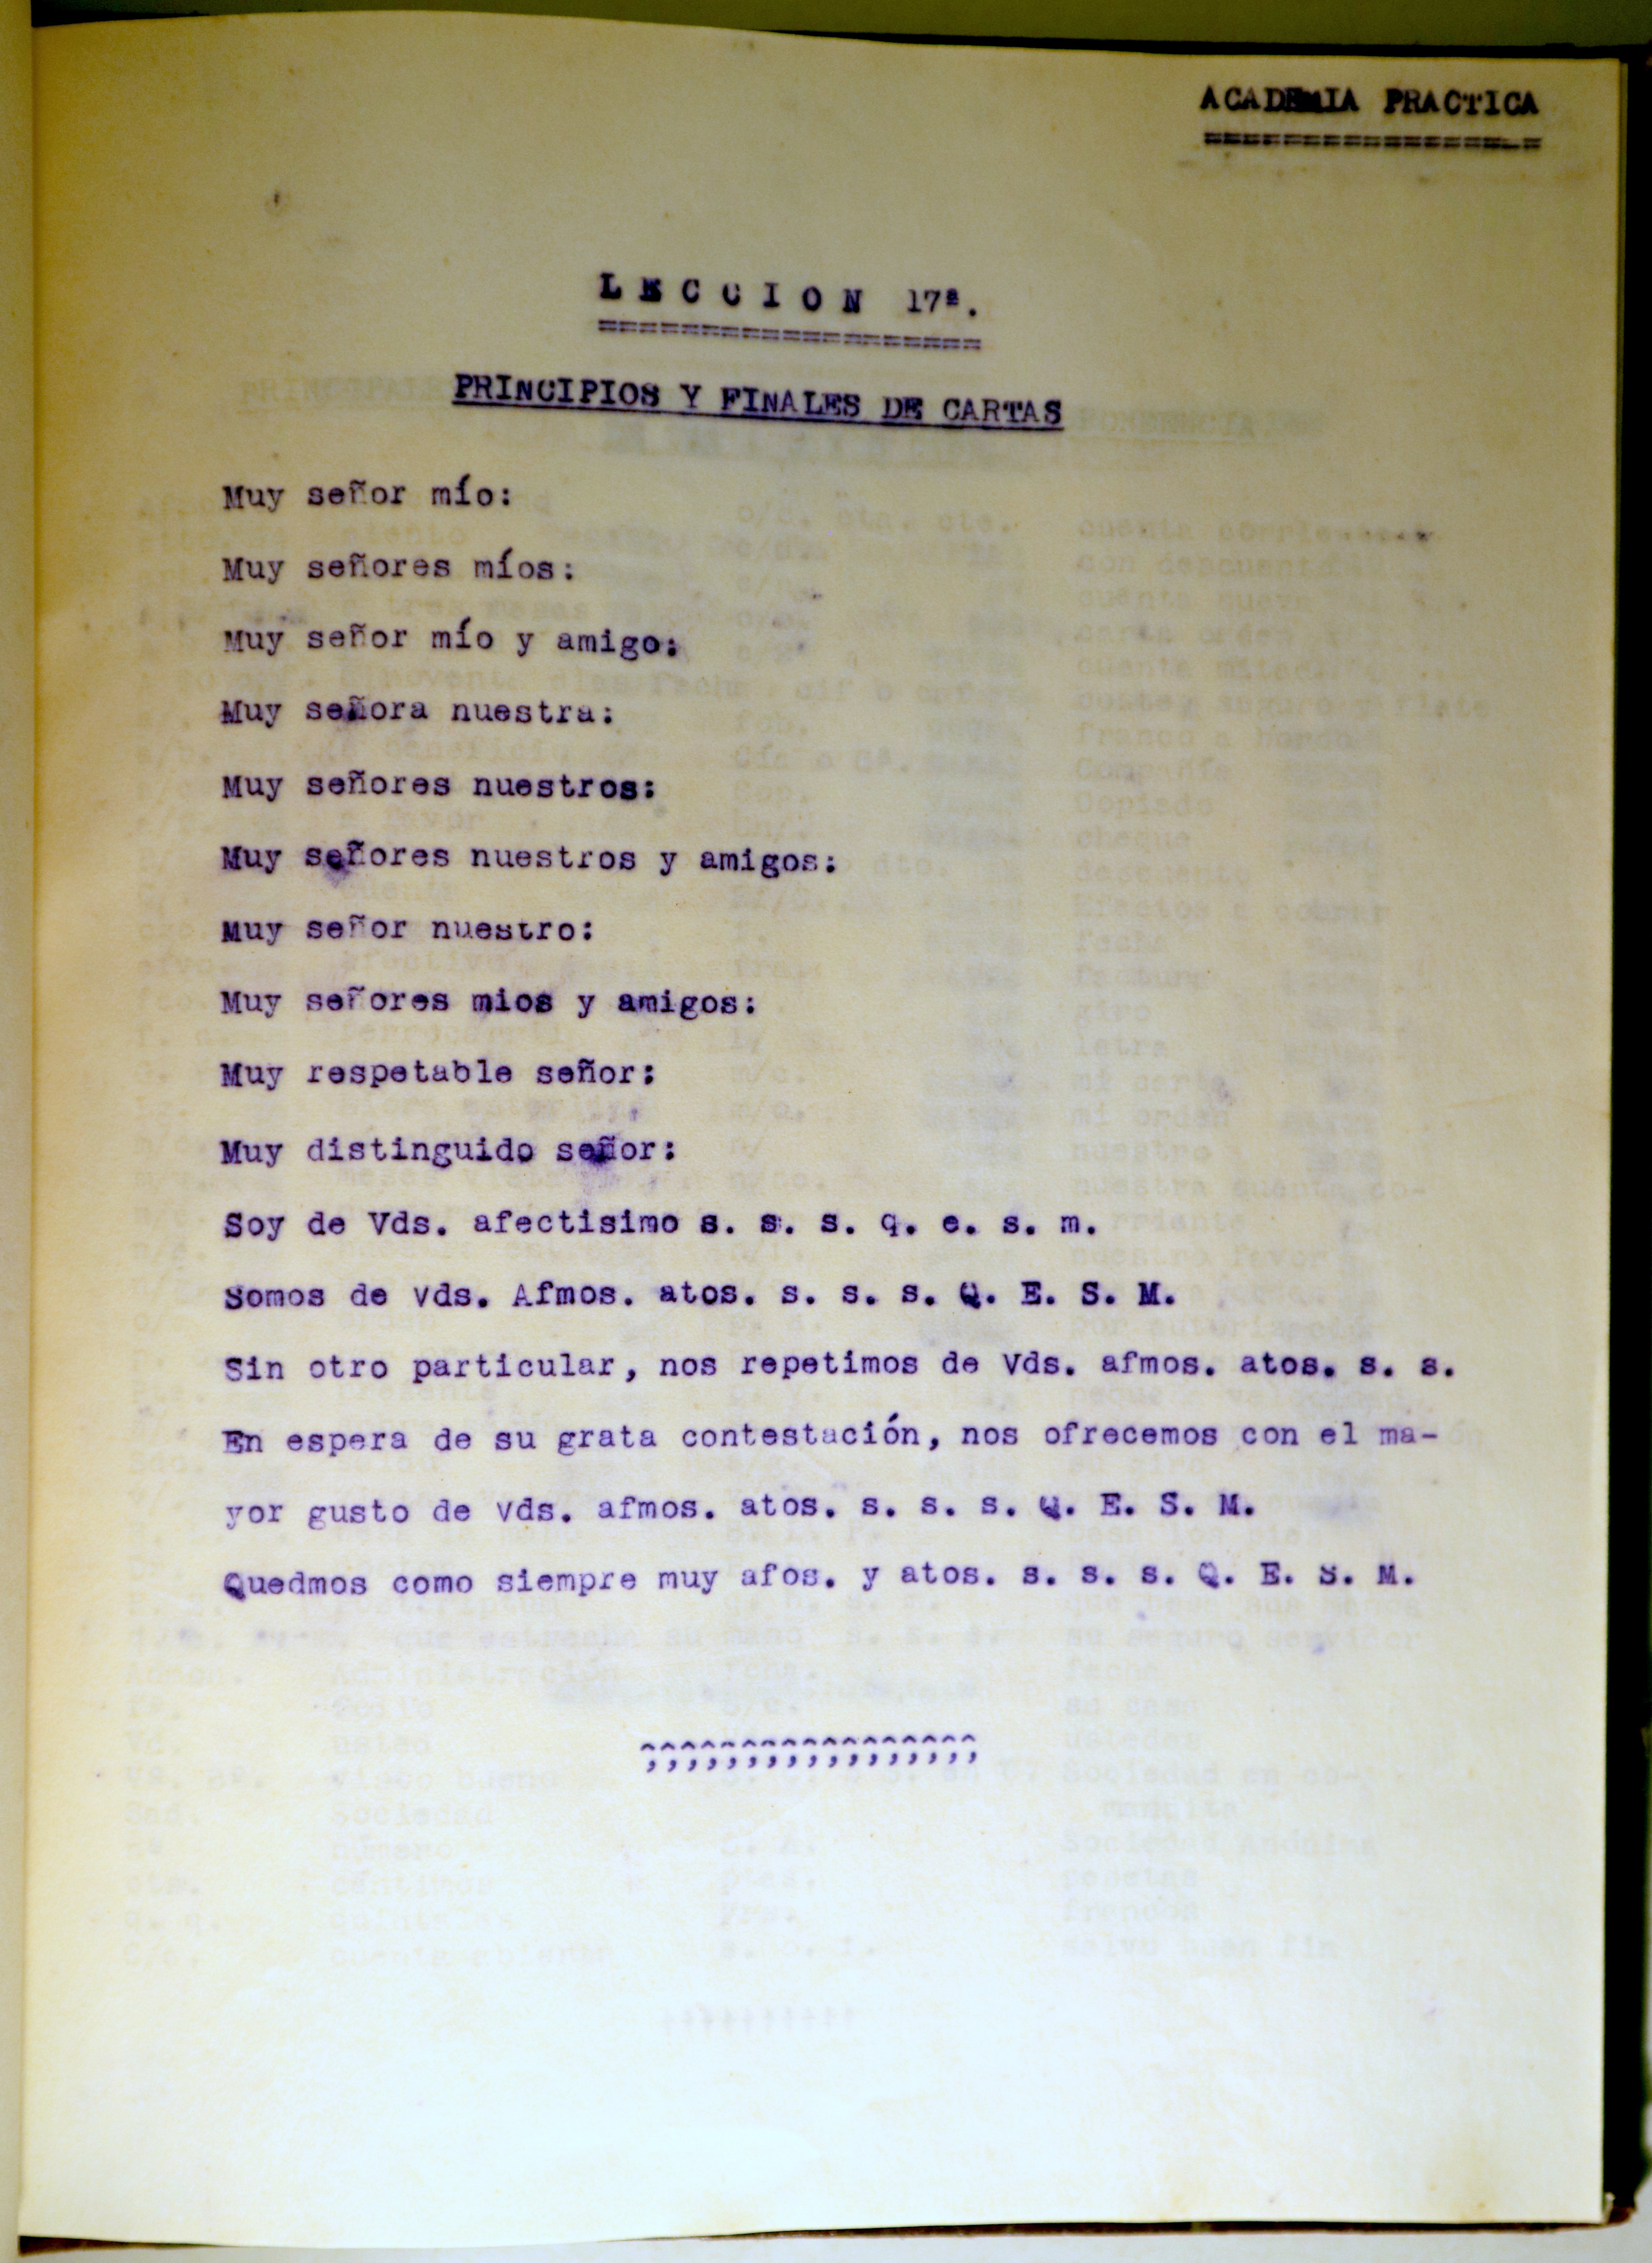 ACADEMIA PRACTICA
=================
L E C C I O N 17ª.
===================
PRINCIPIOS Y FINALES DE CARTAS
Muy señor mío:
Muy señores míos:
Muy señor mío y amigo:
Muy señora nuestra:
Muy señores nuestros:
Muy señores nuestros y amigos:
Muy señor nuestro:
Muy señores mios y amigos:
Muy respetable señor:
Muy distinguido señor:
Soy de Vds. afectisimo s. s. s. q. e. s. m.
Somos de Vds. Afmos. atos. s. s. s. Q. E. S. M.
Sin otro particular, nos repetimos de Vds. afmos. atos. s. s.
En espera de su grata contestación, nos ofrecemos con el ma-
yor gusto de Vds. afmos. atos. s. s. s. Q. E. S. M.
Quedmos como siempre muy afos. y atos. s. s. s. Q. E. S. M.